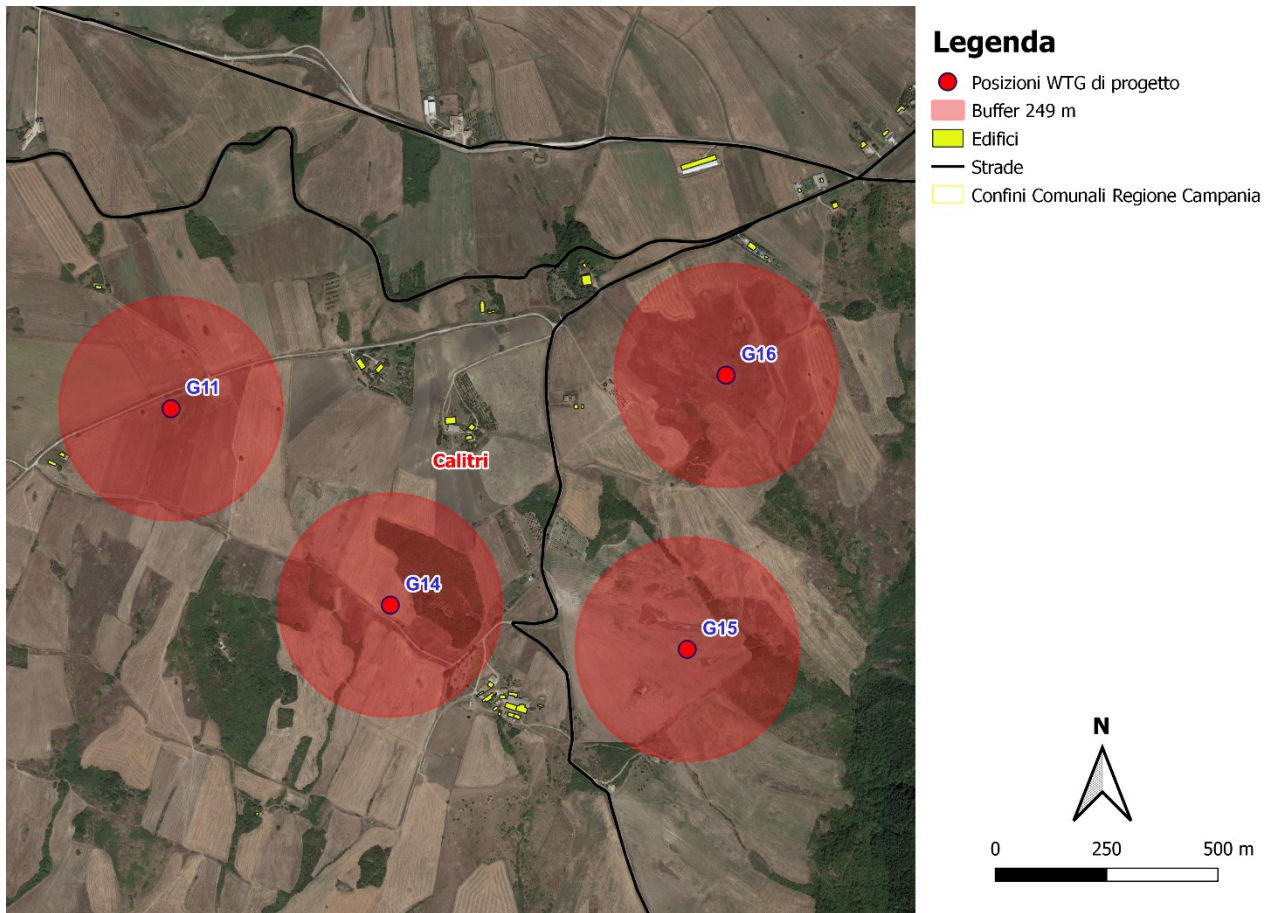 Legenda
Posizioni WTG di progetto
Buffer 249 m
Edifici
Strade
Confini Comunali Regione Campania
G16
G11
Calitri
G14
G15
N
0 250 500 m